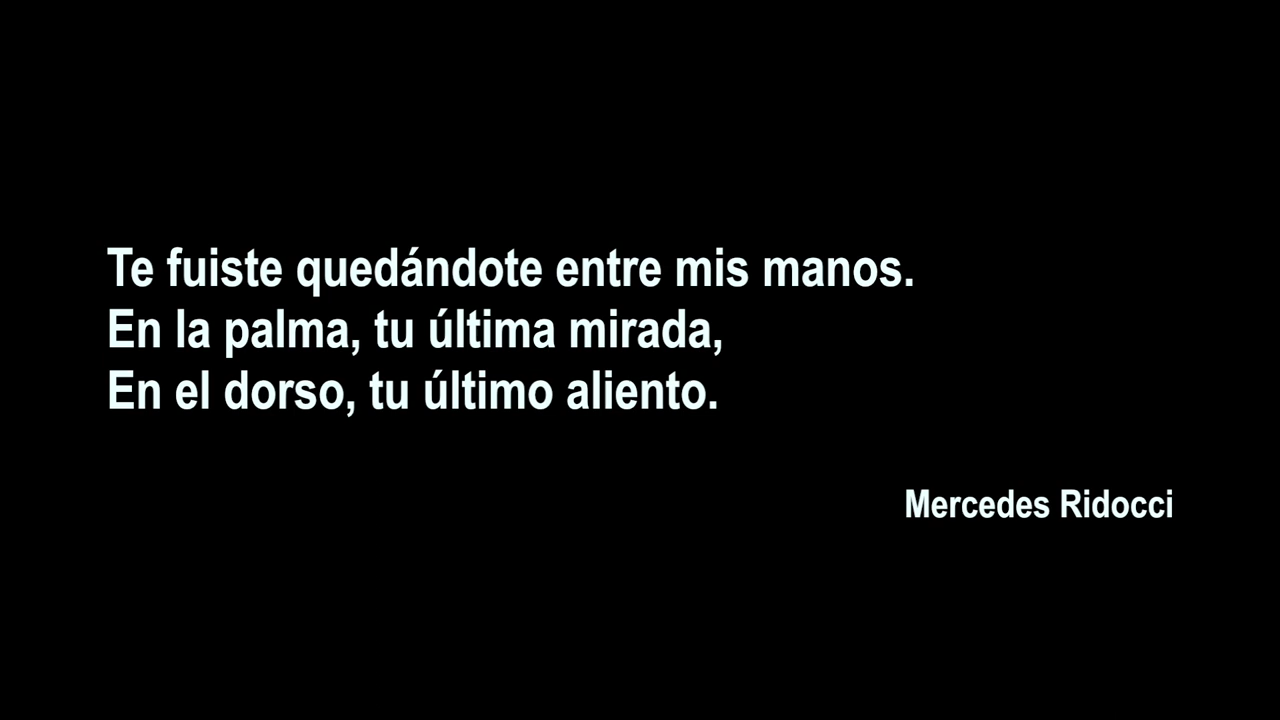 Te fuiste quedándote entre mis manos.
En la palma, tu última mirada,
En el dorso, tu último aliento.
Mercedes Ridocci